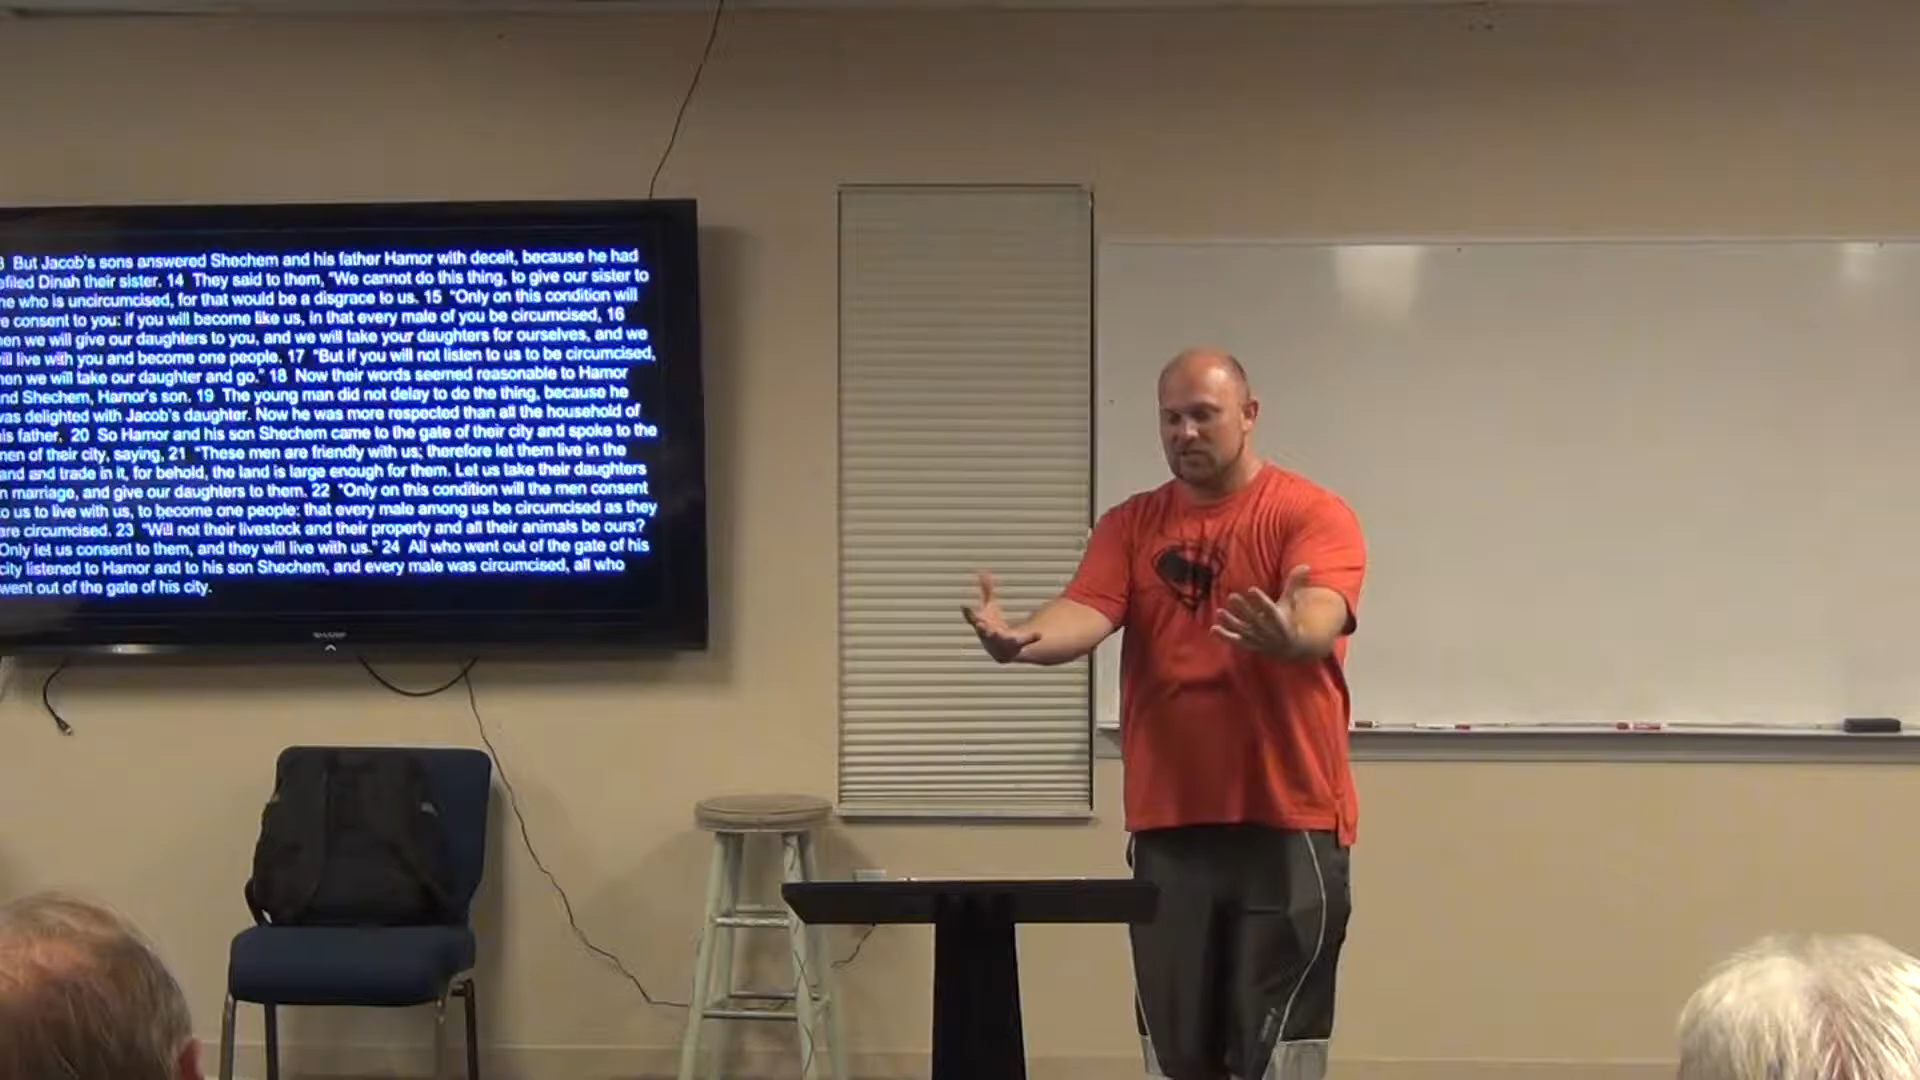 But Jacob's sons answered Shechem and his father Hamor with deceit, because he had
efiled Dinah their sister. 14 They said to them, "We cannot do this thing, to give our sister to
ne who is uncircumcised, for that would be a disgrace to us. 15 "Only on this condition will
e consent to you: if you will become like us, in that every male of you be circumcised, 16
en we will give our daughters to you, and we will take your daughters for ourselves, and we
ill live with you and become one people. 17 "But if you will not listen to us to be circumcised,
hen we will take our daughter and go." 18 Now their words seemed reasonable to Hamor
nd Shechem, Hamor's son. 19 The young man did not delay to do the thing, because he
vas delighted with Jacob's daughter. Now he was more respected than all the household of
is father. 20 So Hamor and his son Shechem came to the gate of their city and spoke to the
nen of their city, saying, 21 "These men are friendly with us; therefore let them live in the
and and trade in it, for behold, the land is large enough for them. Let us take their daughters
n marriage, and give our daughters to them. 22 "Only on this condition will the men consent
o us to live with us, to become one people: that every male among us be circumcised as they
are circumcised. 23 "Will not their livestock and their property and all their animals be ours?
Only let us consent to them, and they will live with us." 24 All who went out of the gate of his
city listened to Hamor and to his son Shechem, and every male was circumcised, all who
went out of the gate of his city.
SHARP